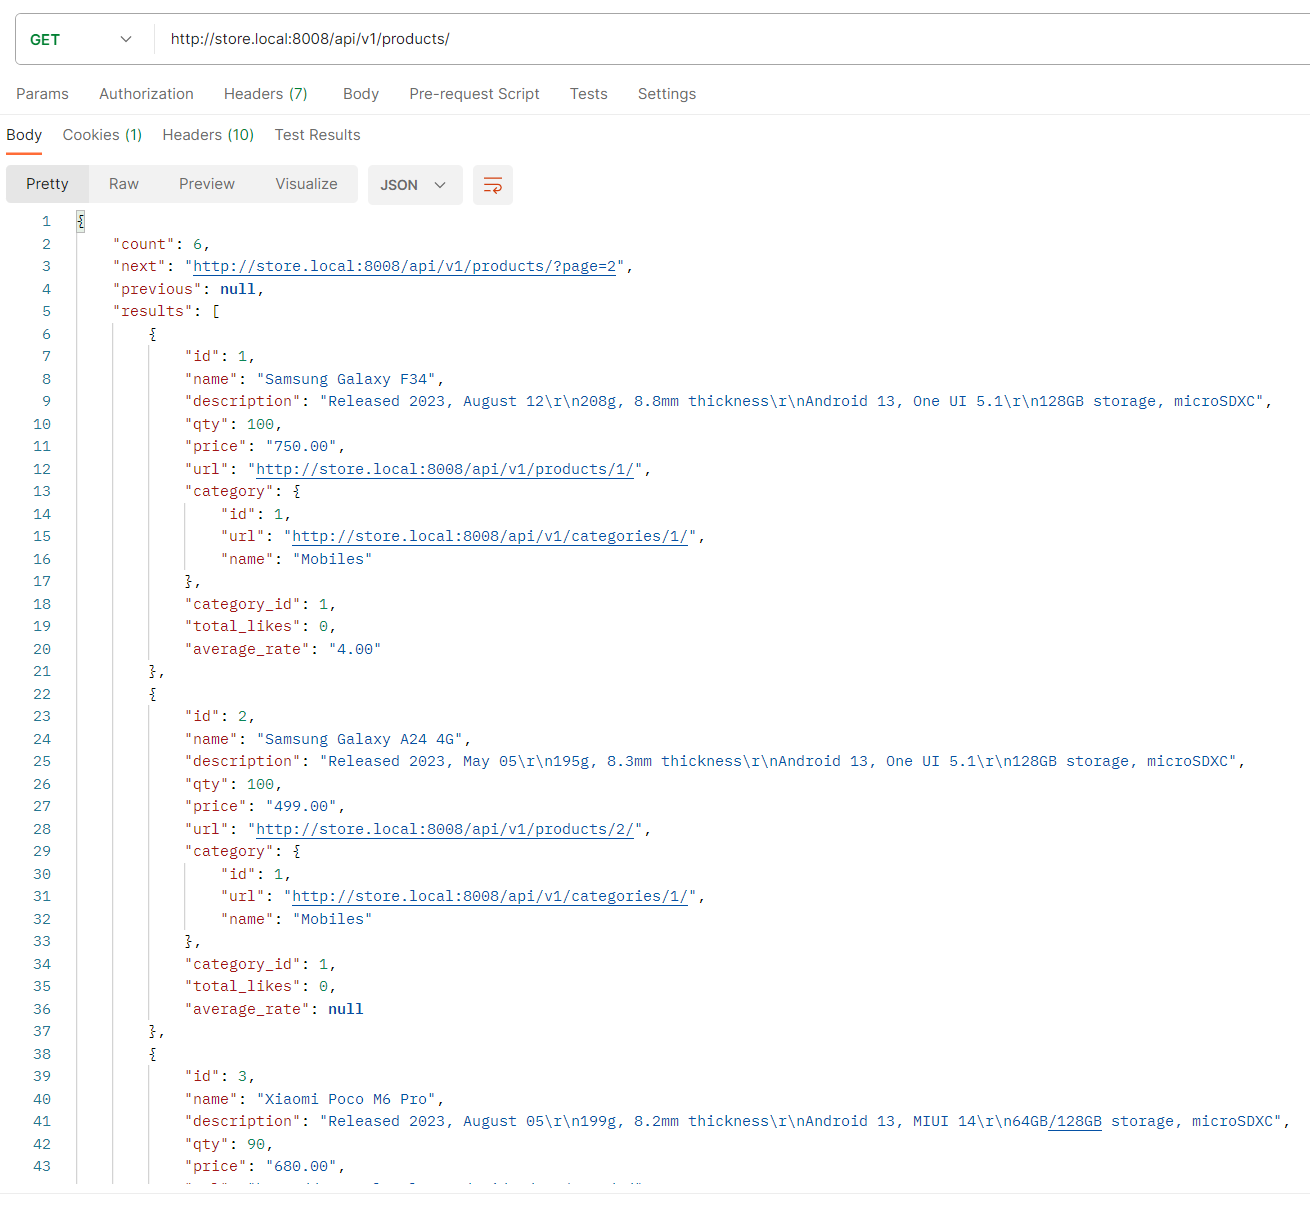 GET http://store.local:8008/api/v1/products/
Params Authorization Headers (7) Body Pre-request Script Tests Settings
Body Cookies (1) Headers (10) Test Results
Pretty Raw Preview Visualize JSON
1 {
2 "count": 6,
3 "next": "http://store.local:8008/api/v1/products/?page=2",
4 "previous": null,
5 "results": [
6 {
7 "id": 1,
8 "name": "Samsung Galaxy F34",
9 "description": "Released 2023, August 12\r\n208g, 8.8mm thickness\r\nAndroid 13, One UI 5.1\r\n128GB storage, microSDXC",
10 "qty": 100,
11 "price": "750.00",
12 "url": "http://store.local:8008/api/v1/products/1/",
13 "category": {
14 "id": 1,
15 "url": "http://store.local:8008/api/v1/categories/1/",
16 "name": "Mobiles"
17 },
18 "category_id": 1,
19 "total_likes": 0,
20 "average_rate": "4.00"
21 },
22 {
23 "id": 2,
24 "name": "Samsung Galaxy A24 4G",
25 "description": "Released 2023, May 05\r\n195g, 8.3mm thickness\r\nAndroid 13, One UI 5.1\r\n128GB storage, microSDXC",
26 "qty": 100,
27 "price": "499.00",
28 "url": "http://store.local:8008/api/v1/products/2/",
29 "category": {
30 "id": 1,
31 "url": "http://store.local:8008/api/v1/categories/1/",
32 "name": "Mobiles"
33 },
34 "category_id": 1,
35 "total_likes": 0,
36 "average_rate": null
37 },
38 {
39 "id": 3,
40 "name": "Xiaomi Poco M6 Pro",
41 "description": "Released 2023, August 05\r\n199g, 8.2mm thickness\r\nAndroid 13, MIUI 14\r\n64GB/128GB storage, microSDXC",
42 "qty": 90,
43 "price": "680.00",